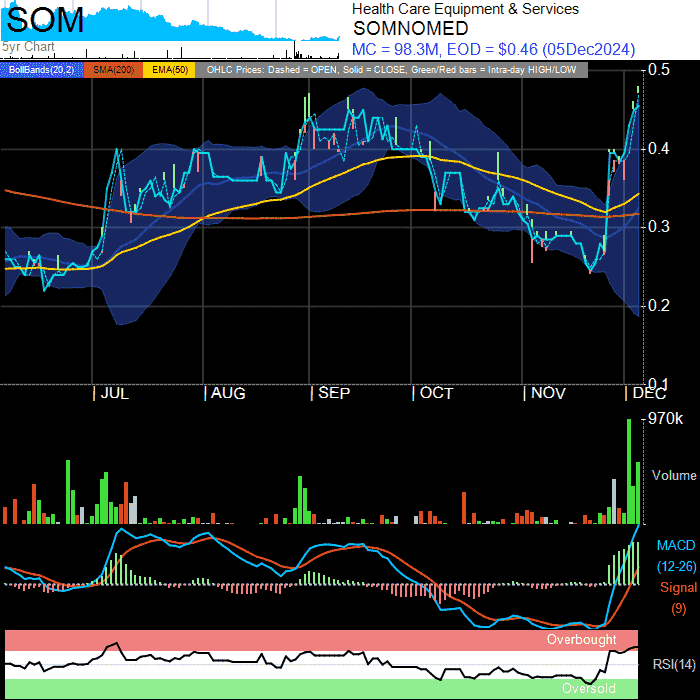 SOM
5yr Chart
Health Care Equipment & Services
SOMNOMED
MC = 98.3M, EOD = $0.46 (05Dec2024)
BollBands(20,2) SMA(200) EMA(50) OHLC Prices: Dashed = OPEN, Solid = CLOSE, Green/Red bars = Intra-day HIGH/LOW
0.5
0.4
0.3
0.2
0.1
JUL AUG SEP OCT NOV DEC
970k
Volume
MACD
(12-26)
Signal
(9)
Overbought
RSI(14)
Oversold